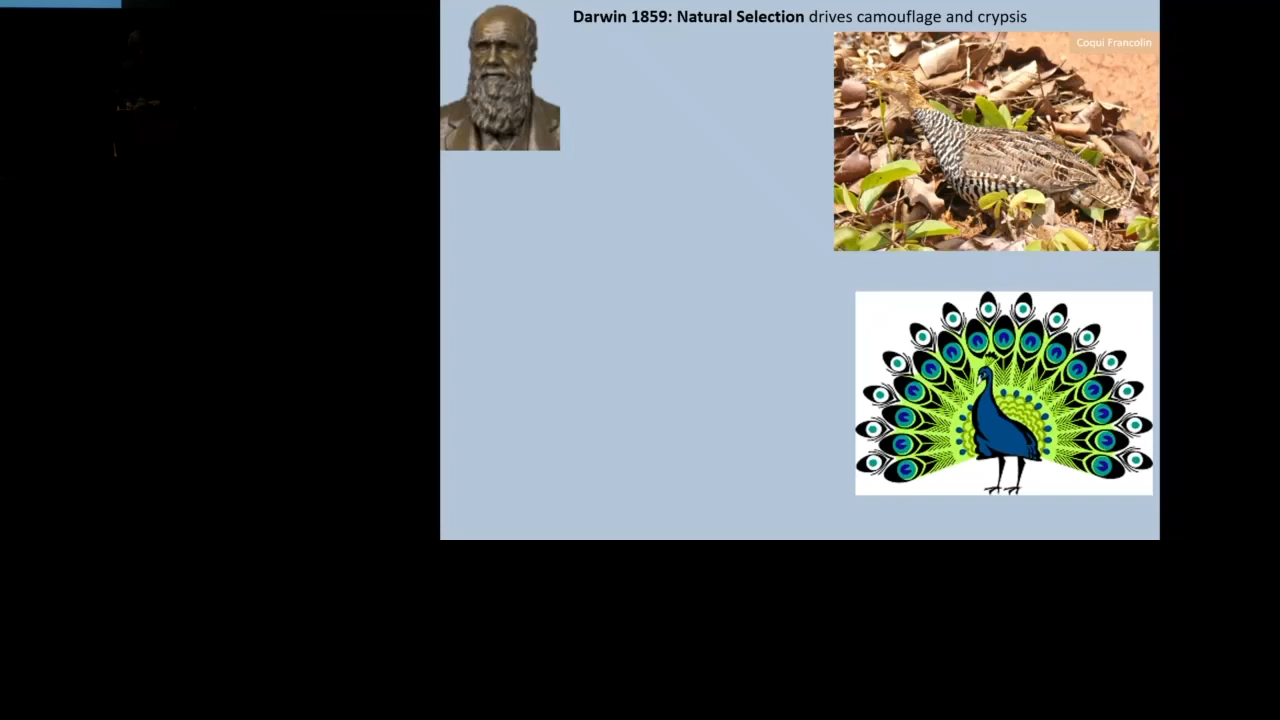 Darwin 1859: Natural Selection drives camouflage and crypsis
Coqui Francolin